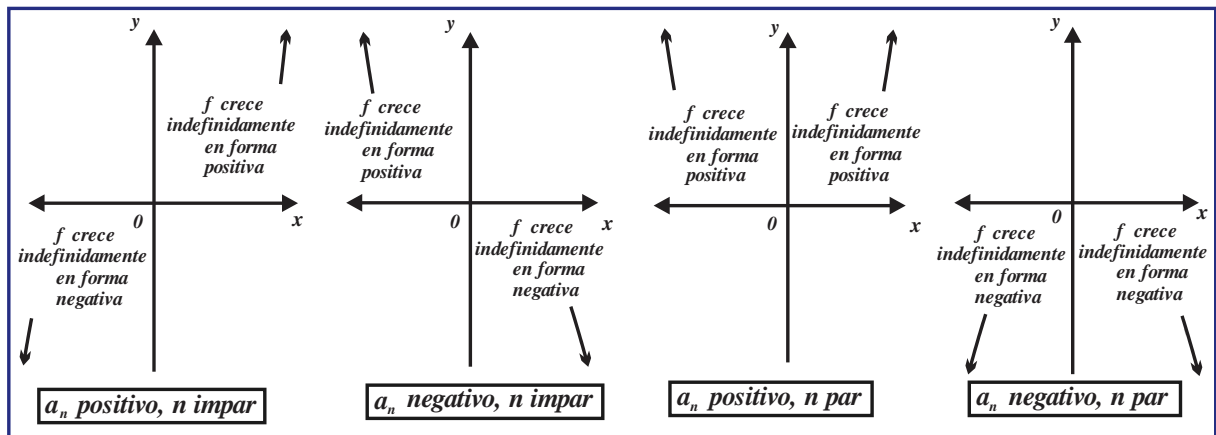 y
f crece
indefinidamente
en forma
positiva
0
x
f crece
indefinidamente
en forma
negativa
a_n positivo, n impar
y
f crece
indefinidamente
en forma
positiva
0
x
f crece
indefinidamente
en forma
negativa
a_n negativo, n impar
y
f crece
indefinidamente
en forma
positiva
f crece
indefinidamente
en forma
positiva
0
x
a_n positivo, n par
y
0
x
f crece
indefinidamente
en forma
negativa
f crece
indefinidamente
en forma
negativa
a_n negativo, n par